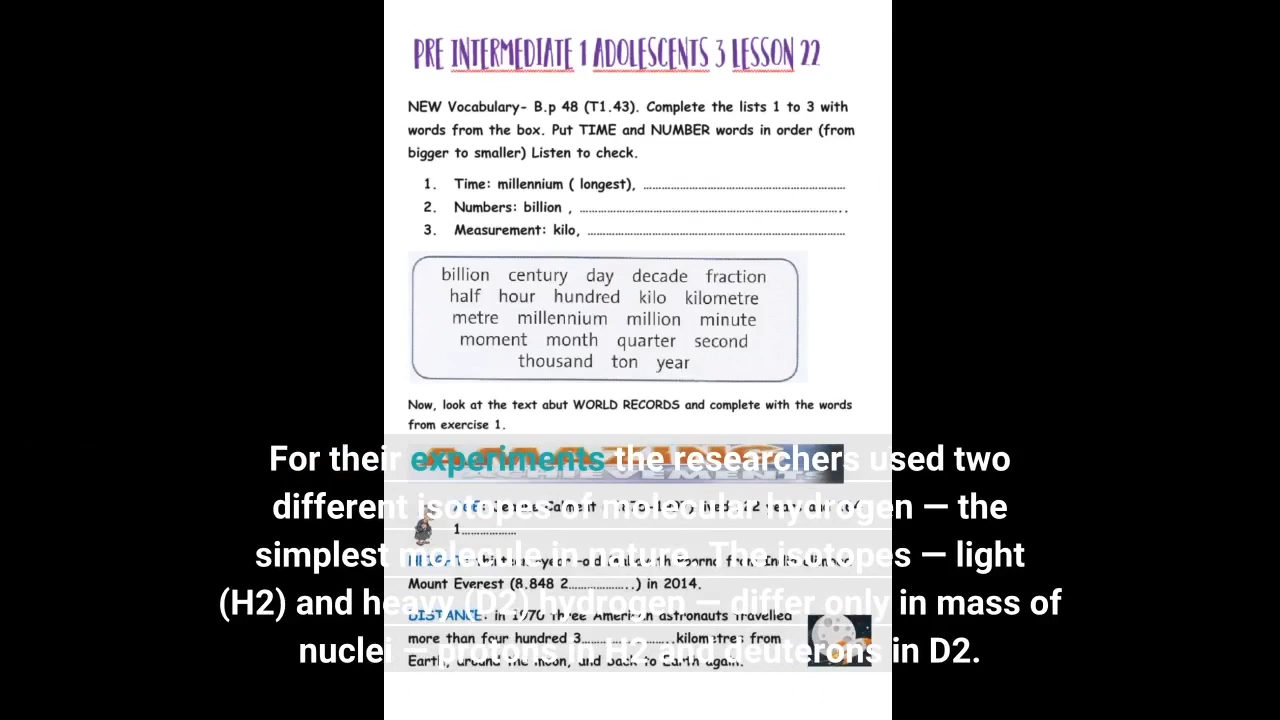 PRE INTERMEDIATE 1 ADOLESCENTS 3 LESSON 22
NEW Vocabulary- B.p 48 (T1.43). Complete the lists 1 to 3 with
words from the box. Put TIME and NUMBER words in order (from
bigger to smaller) Listen to check.
1. Time: millennium ( longest), ……………………………………………………
2. Numbers: billion , ……………………………………………………………..
3. Measurement: kilo, ……………………………………………………………
billion century day decade fraction
half hour hundred kilo kilometre
metre millennium million minute
moment month quarter second
thousand ton year
Now, look at the text abut WORLD RECORDS and complete with the words
from exercise 1.
For their experiments the researchers used two
different isotopes of molecular hydrogen — the
simplest molecule in nature. The isotopes — light
(H2) and heavy (D2) hydrogen — differ only in mass of
nuclei — protons in H2 and deuterons in D2.
ACHIEVEMENTS
1………………
Mount Everest (8.848 2………………..) in 2014.
DISTANCE: in 1970 three American astronauts travelled
more than four hundred 3………………………..kilometres from
Earth, around the moon, and back to Earth again.